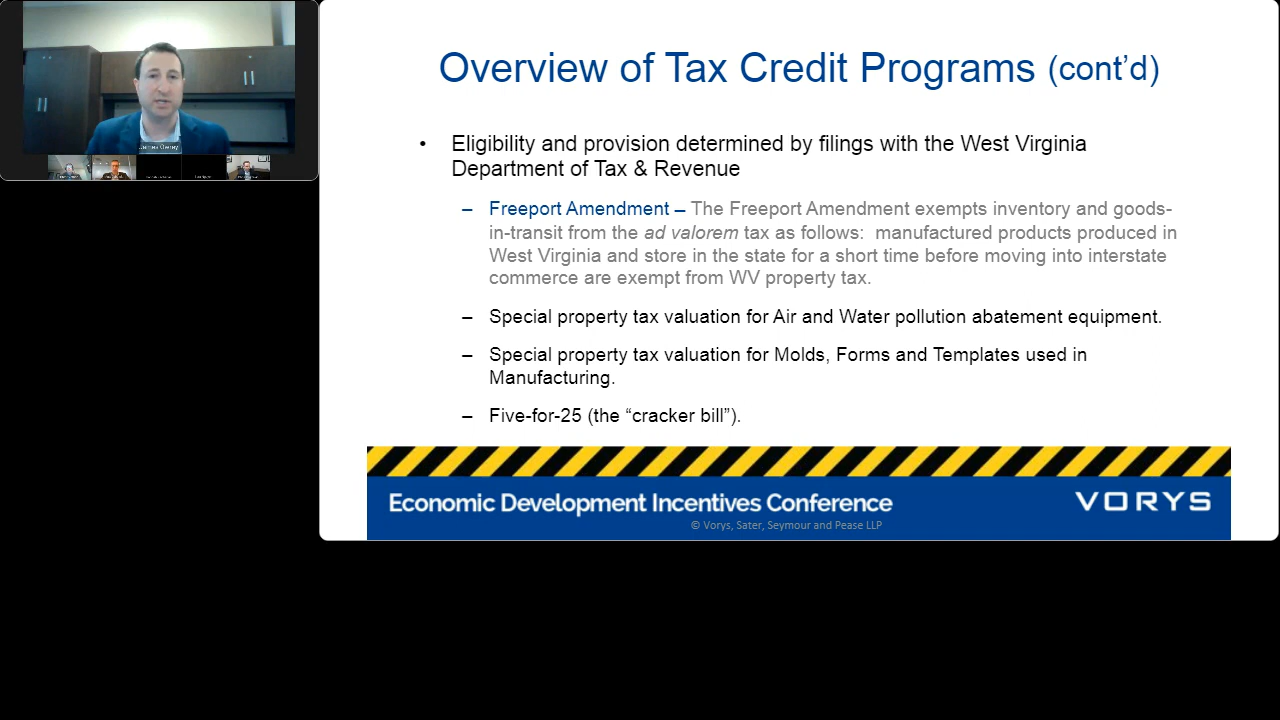 Overview of Tax Credit Programs (cont’d)
• Eligibility and provision determined by filings with the West Virginia
Department of Tax & Revenue
– Freeport Amendment – The Freeport Amendment exempts inventory and goods-
in-transit from the ad valorem tax as follows: manufactured products produced in
West Virginia and store in the state for a short time before moving into interstate
commerce are exempt from WV property tax.
– Special property tax valuation for Air and Water pollution abatement equipment.
– Special property tax valuation for Molds, Forms and Templates used in
Manufacturing.
– Five-for-25 (the “cracker bill”).
Economic Development Incentives Conference
VORYS
© Vorys, Sater, Seymour and Pease LLP
James